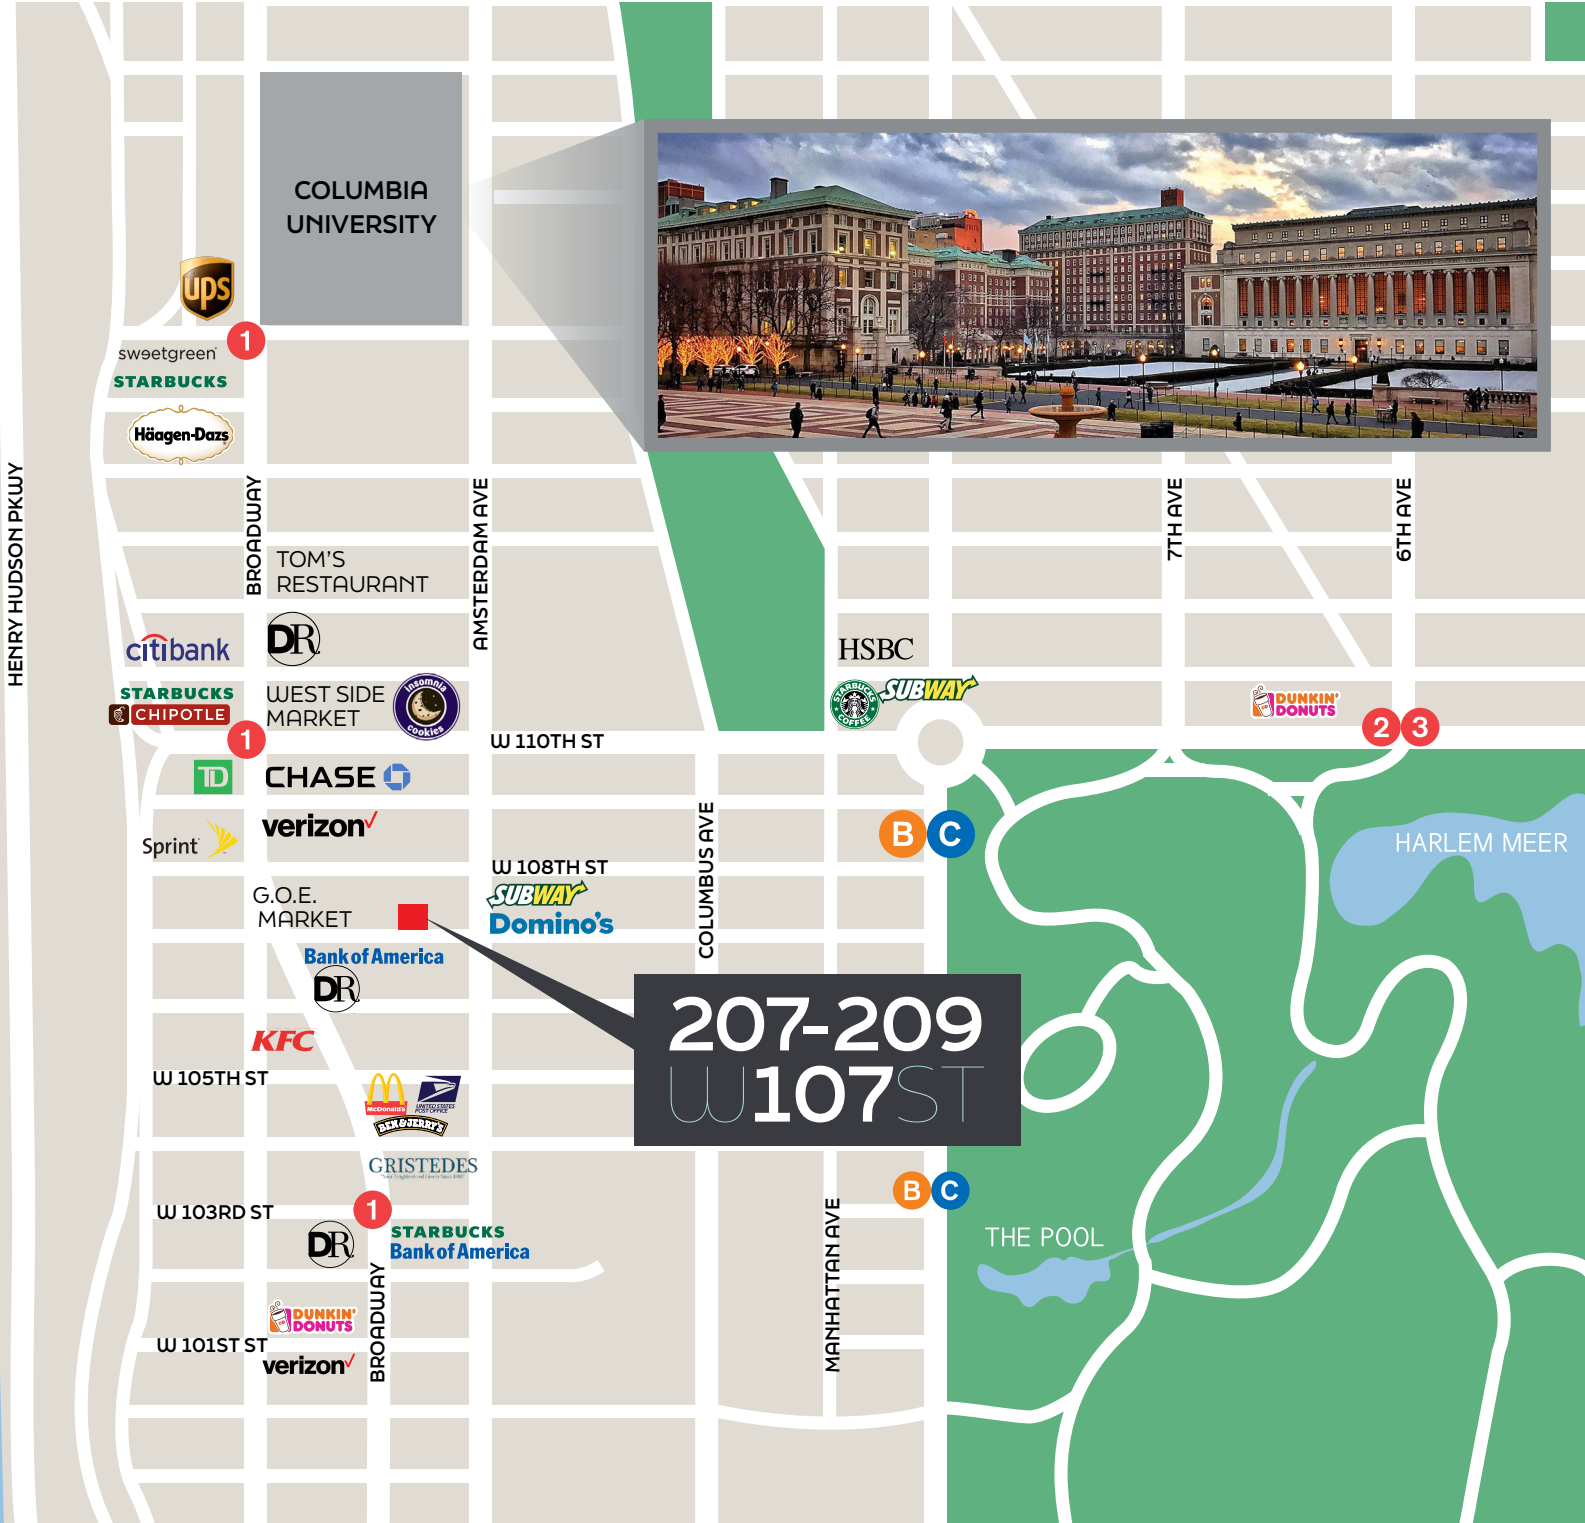 COLUMBIA
UNIVERSITY
ups
1
sweetgreen
STARBUCKS
Häagen-Dazs
HENRY HUDSON PKWY
BROADWAY
AMSTERDAM AVE
7TH AVE
6TH AVE
TOM'S
RESTAURANT
citibank
DR
HSBC
STARBUCKS
CHIPOTLE
WEST SIDE
MARKET
insomnia
cookies
STARBUCKS
COFFEE
SUBWAY
DUNKIN'
DONUTS
1
W 110TH ST
2
3
TD
CHASE
Sprint
verizon
COLUMBUS AVE
B
C
HARLEM MEER
W 108TH ST
G.O.E.
MARKET
SUBWAY
Domino's
Bank of America
DR
207-209
W107ST
KFC
W 105TH ST
McDonald's
UNITED STATES
POST OFFICE
BEN & JERRY'S
GRISTEDES
W 103RD ST
1
B
C
MANHATTAN AVE
THE POOL
DR
STARBUCKS
Bank of America
BROADWAY
DUNKIN'
DONUTS
W 101ST ST
verizon